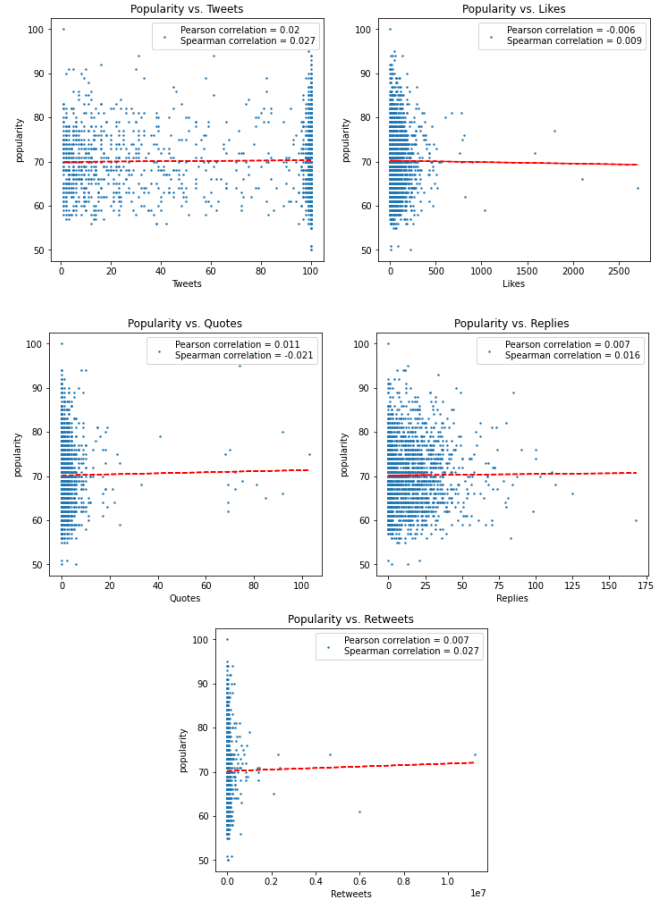 Popularity vs. Tweets
Pearson correlation = 0.02
Spearman correlation = 0.027
popularity
100
90
80
70
60
50
0 20 40 60 80 100
Tweets
Popularity vs. Likes
Pearson correlation = -0.006
Spearman correlation = 0.009
popularity
100
90
80
70
60
50
0 500 1000 1500 2000 2500
Likes
Popularity vs. Quotes
Pearson correlation = 0.011
Spearman correlation = -0.021
popularity
100
90
80
70
60
50
0 20 40 60 80 100
Quotes
Popularity vs. Replies
Pearson correlation = 0.007
Spearman correlation = 0.016
popularity
100
90
80
70
60
50
0 25 50 75 100 125 150 175
Replies
Popularity vs. Retweets
Pearson correlation = 0.007
Spearman correlation = 0.027
popularity
100
90
80
70
60
50
0.0 0.2 0.4 0.6 0.8 1.0
Retweets
1e7